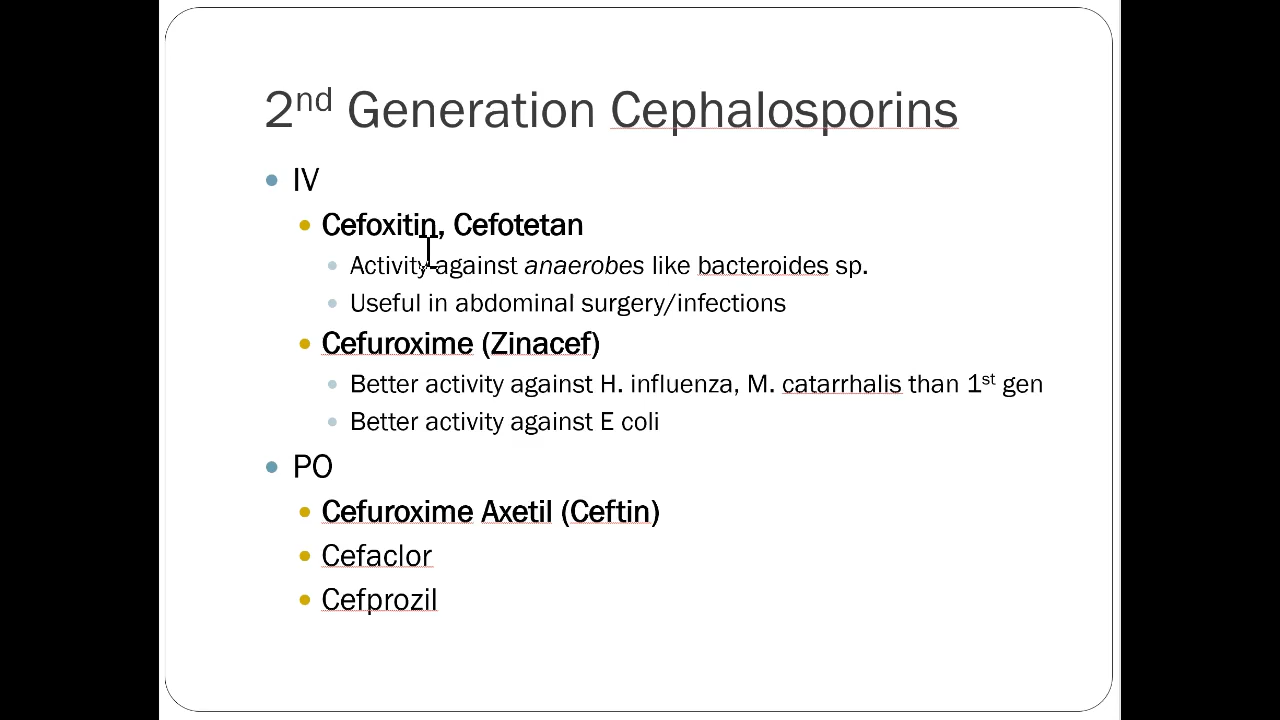 2nd Generation Cephalosporins
IV
Cefoxitin, Cefotetan
Activity against anaerobes like bacteroides sp.
Useful in abdominal surgery/infections
Cefuroxime (Zinacef)
Better activity against H. influenza, M. catarrhalis than 1st gen
Better activity against E coli
PO
Cefuroxime Axetil (Ceftin)
Cefaclor
Cefprozil